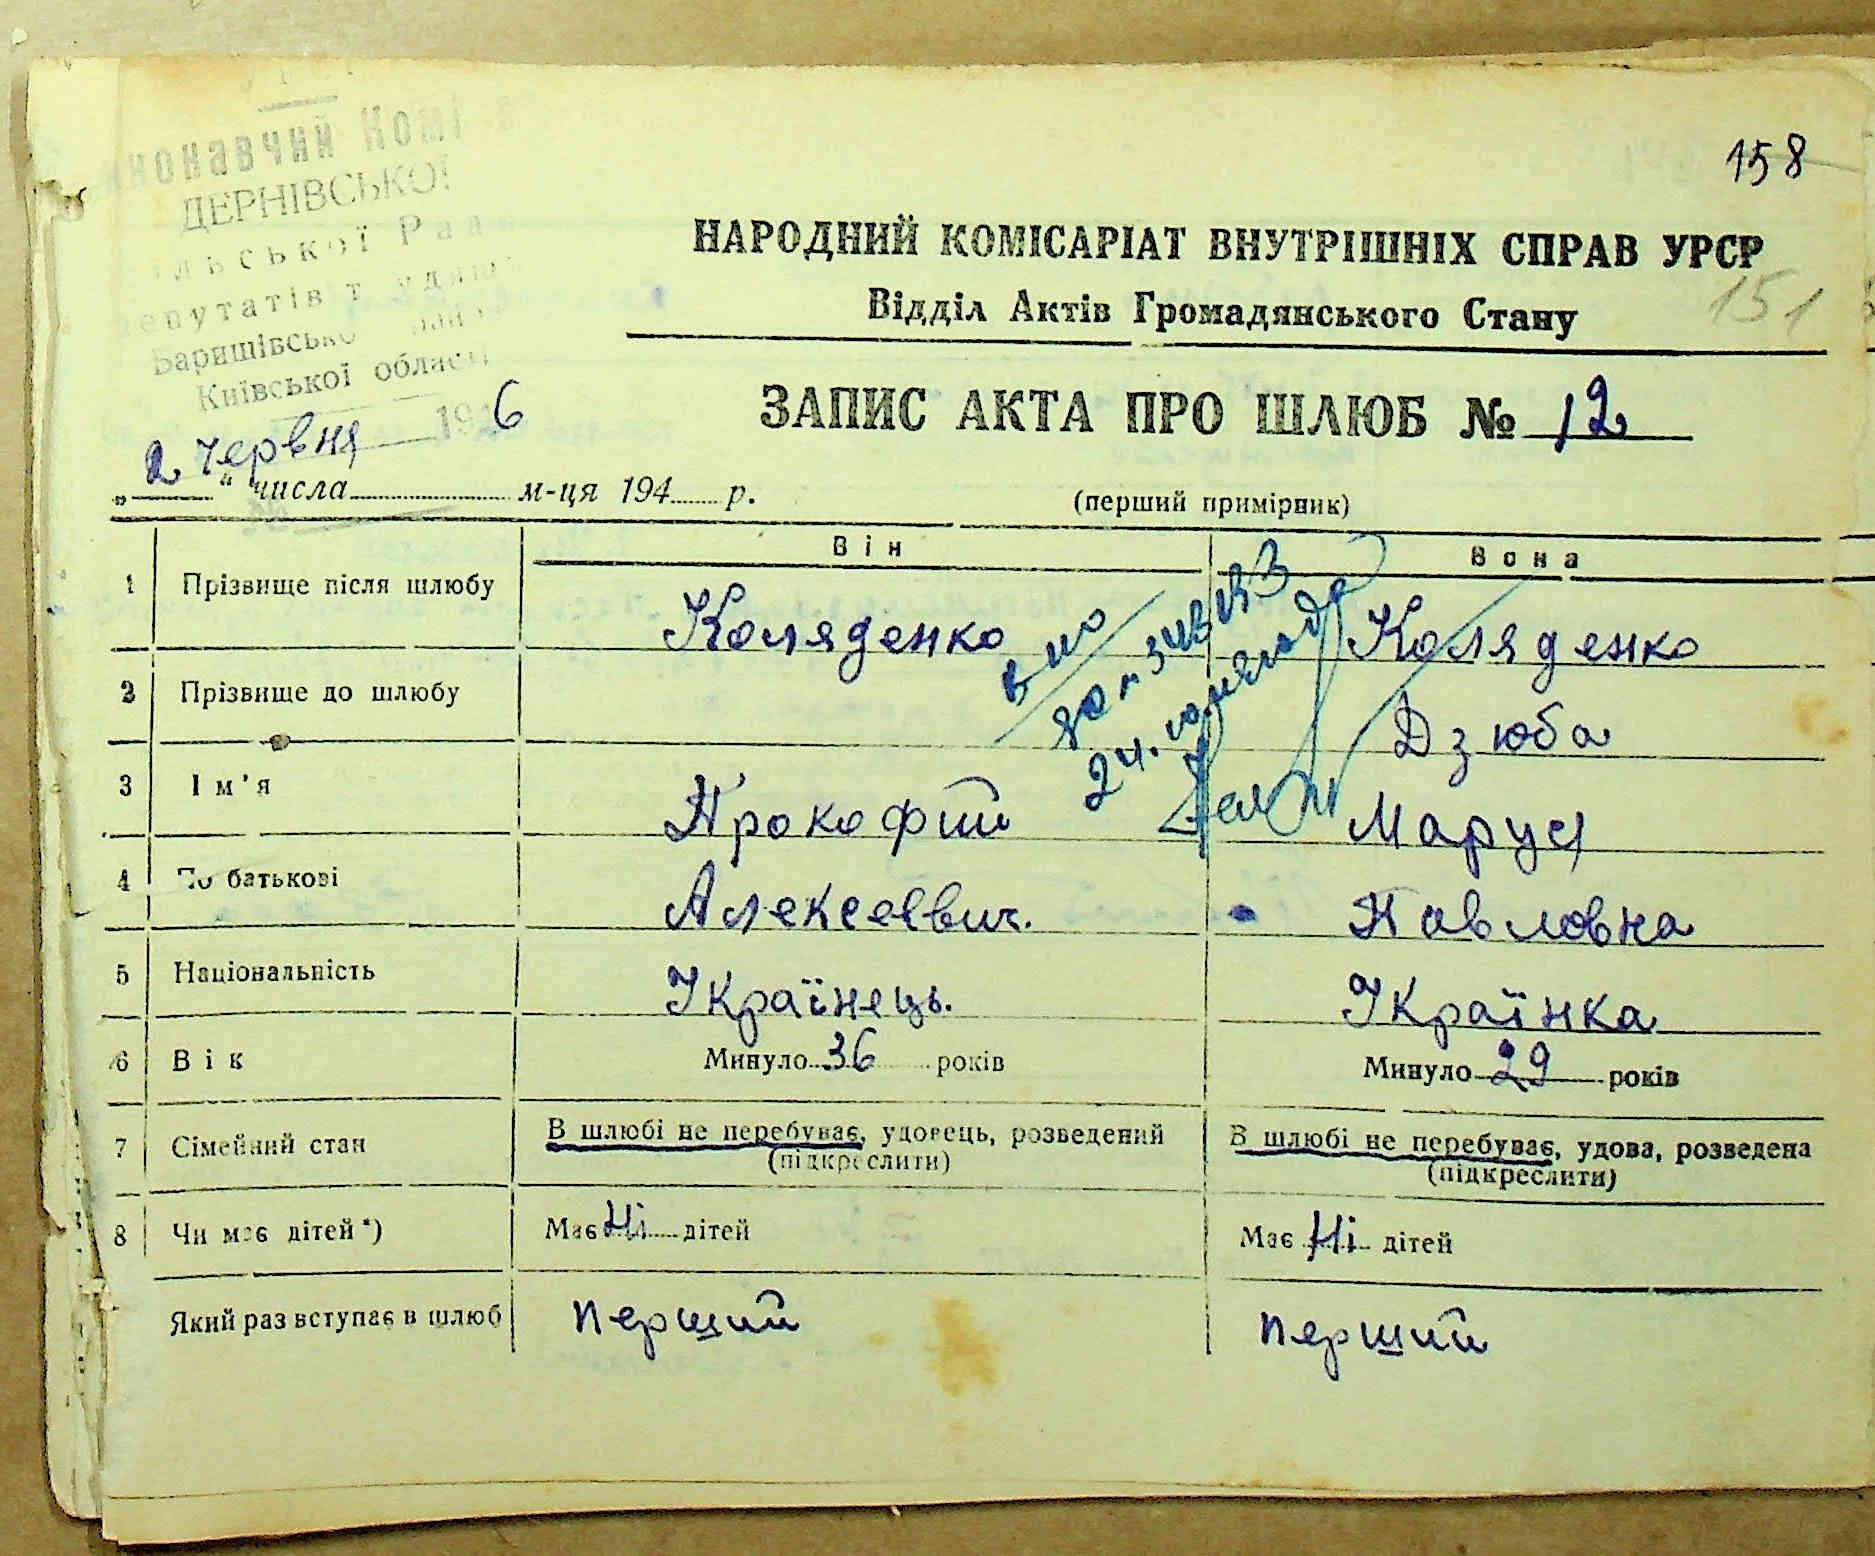 158
ДЕРНІВСЬКОЇ
Київської
2 червня 1946
НАРОДНИЙ КОМІСАРІАТ ВНУТРІШНІХ СПРАВ УРСР
151
Відділ Актів Громадянського Стану
ЗАПИС АКТА ПРО ШЛЮБ № 12
„ “ числа м-ця 194 р.
(перший примірник)
Він Вона
1 Прізвище після шлюбу Коляденко Коляденко
2 Прізвище до шлюбу Дзюба
3 Ім'я Прокофий Маруся
4 По батькові Алексеевич. Павловна
5 Національність Українець. Українка
6 Вік Минуло 36 років Минуло 29 років
7 Сімейний стан В шлюбі не перебуває, удовець, розведений В шлюбі не перебуває, удова, розведена
(підкреслити) (підкреслити)
8 Чи має дітей*) Має Ні дітей Має Ні дітей
Який раз вступає в шлюб перший перший